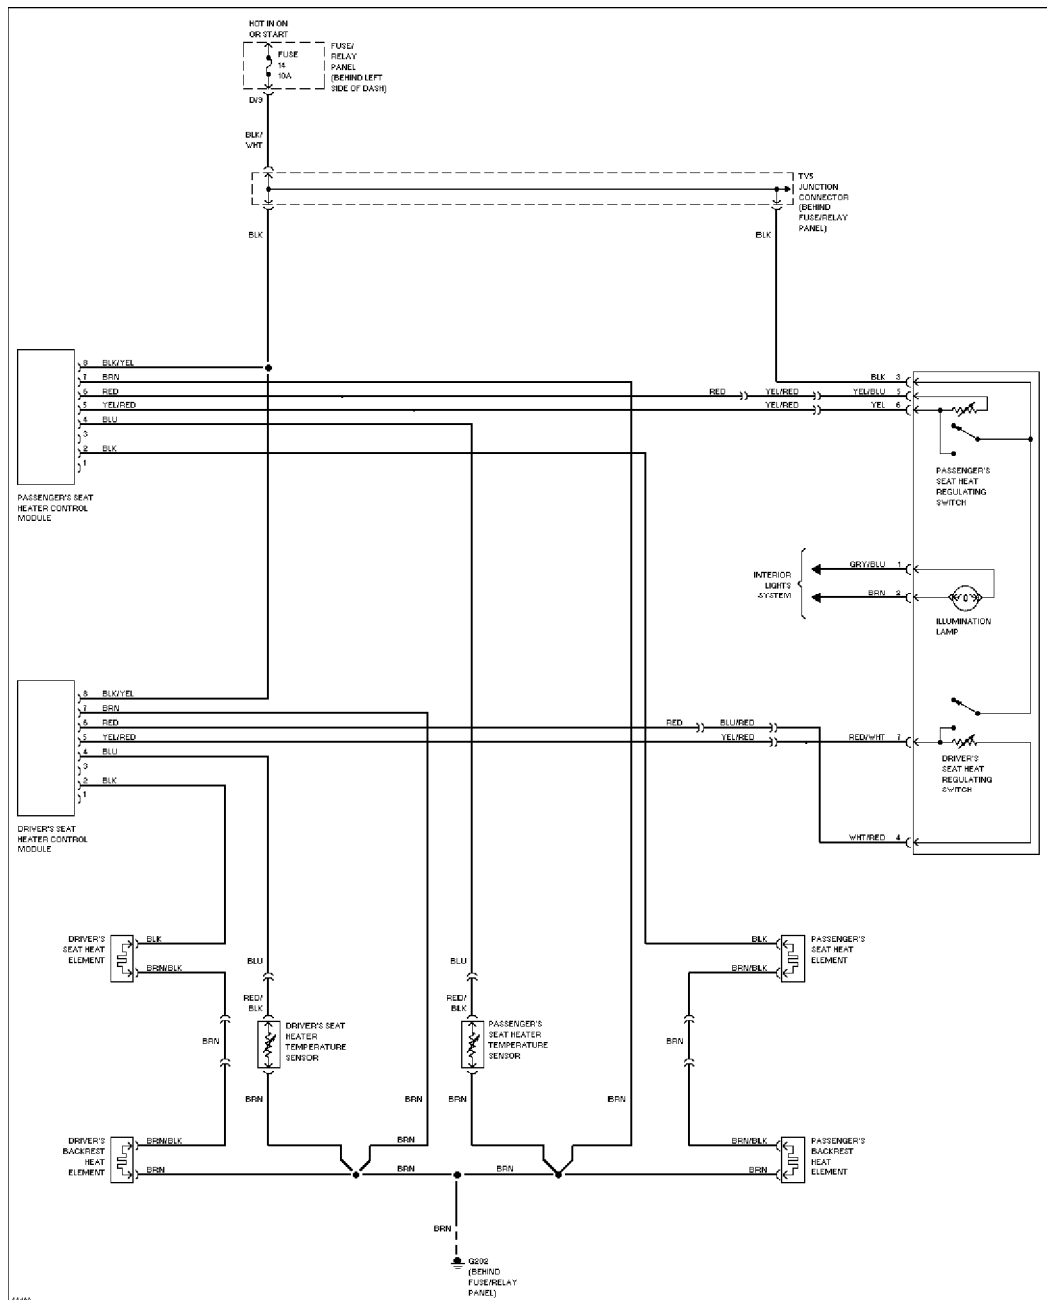 HOT IN ON
OR START
FUSE
14
10A
FUSE/
RELAY
PANEL
(BEHIND LEFT
SIDE OF DASH)
D/9
BLK/
WHT
TV5
JUNCTION
CONNECTOR
(BEHIND
FUSE/RELAY
PANEL)
BLK
BLK
8 BLK/YEL
7 BRN
6 RED
5 YEL/RED
4 BLU
3
2 BLK
1
PASSENGER'S SEAT
HEATER CONTROL
MODULE
BLK 3
RED YEL/RED YEL/BLU 5
YEL/RED YEL 6
PASSENGER'S
SEAT HEAT
REGULATING
SWITCH
INTERIOR
LIGHTS
SYSTEM
GRY/BLU 1
BRN 2
ILLUMINATION
LAMP
8 BLK/YEL
7 BRN
6 RED
5 YEL/RED
4 BLU
3
2 BLK
1
DRIVER'S SEAT
HEATER CONTROL
MODULE
RED BLU/RED
YEL/RED RED/WHT 7
DRIVER'S
SEAT HEAT
REGULATING
SWITCH
WHT/RED 4
DRIVER'S
SEAT HEAT
ELEMENT
BLK
BRN/BLK
BLU
BLU
BLK
BRN/BLK
PASSENGER'S
SEAT HEAT
ELEMENT
RED/
BLK
RED/
BLK
BRN
DRIVER'S SEAT
HEATER
TEMPERATURE
SENSOR
PASSENGER'S
SEAT HEATER
TEMPERATURE
SENSOR
BRN
BRN
BRN
BRN
BRN
DRIVER'S
BACKREST
HEAT
ELEMENT
BRN/BLK
BRN
BRN
BRN
BRN
BRN/BLK
BRN
PASSENGER'S
BACKREST
HEAT
ELEMENT
BRN
G202
(BEHIND
FUSE/RELAY
PANEL)